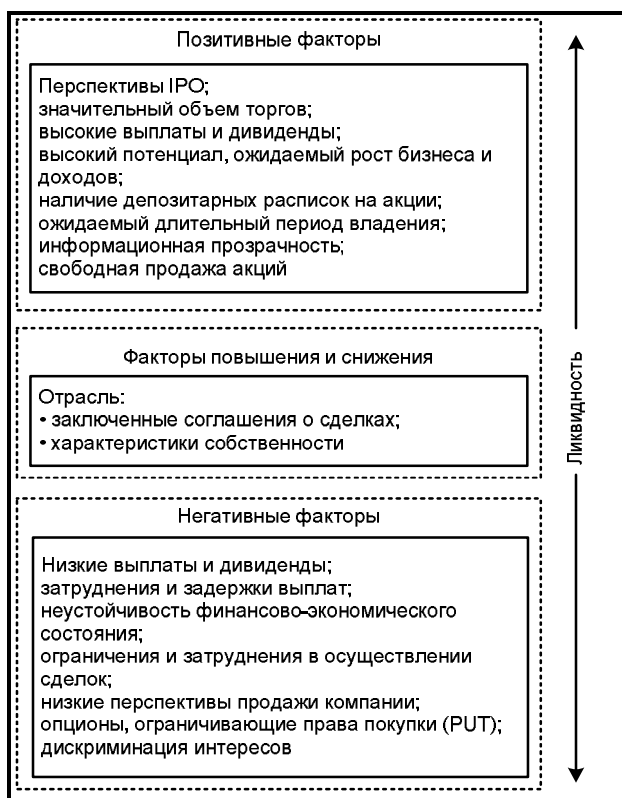 Позитивные факторы
Перспективы IPO;
значительный объем торгов;
высокие выплаты и дивиденды;
высокий потенциал, ожидаемый рост бизнеса и
доходов;
наличие депозитарных расписок на акции;
ожидаемый длительный период владения;
информационная прозрачность;
свободная продажа акций
Факторы повышения и снижения
Отрасль:
• заключенные соглашения о сделках;
• характеристики собственности
Негативные факторы
Низкие выплаты и дивиденды;
затруднения и задержки выплат;
неустойчивость финансово-экономического
состояния;
ограничения и затруднения в осуществлении
сделок;
низкие перспективы продажи компании;
опционы, ограничивающие права покупки (PUT);
дискриминация интересов
Ликвидность